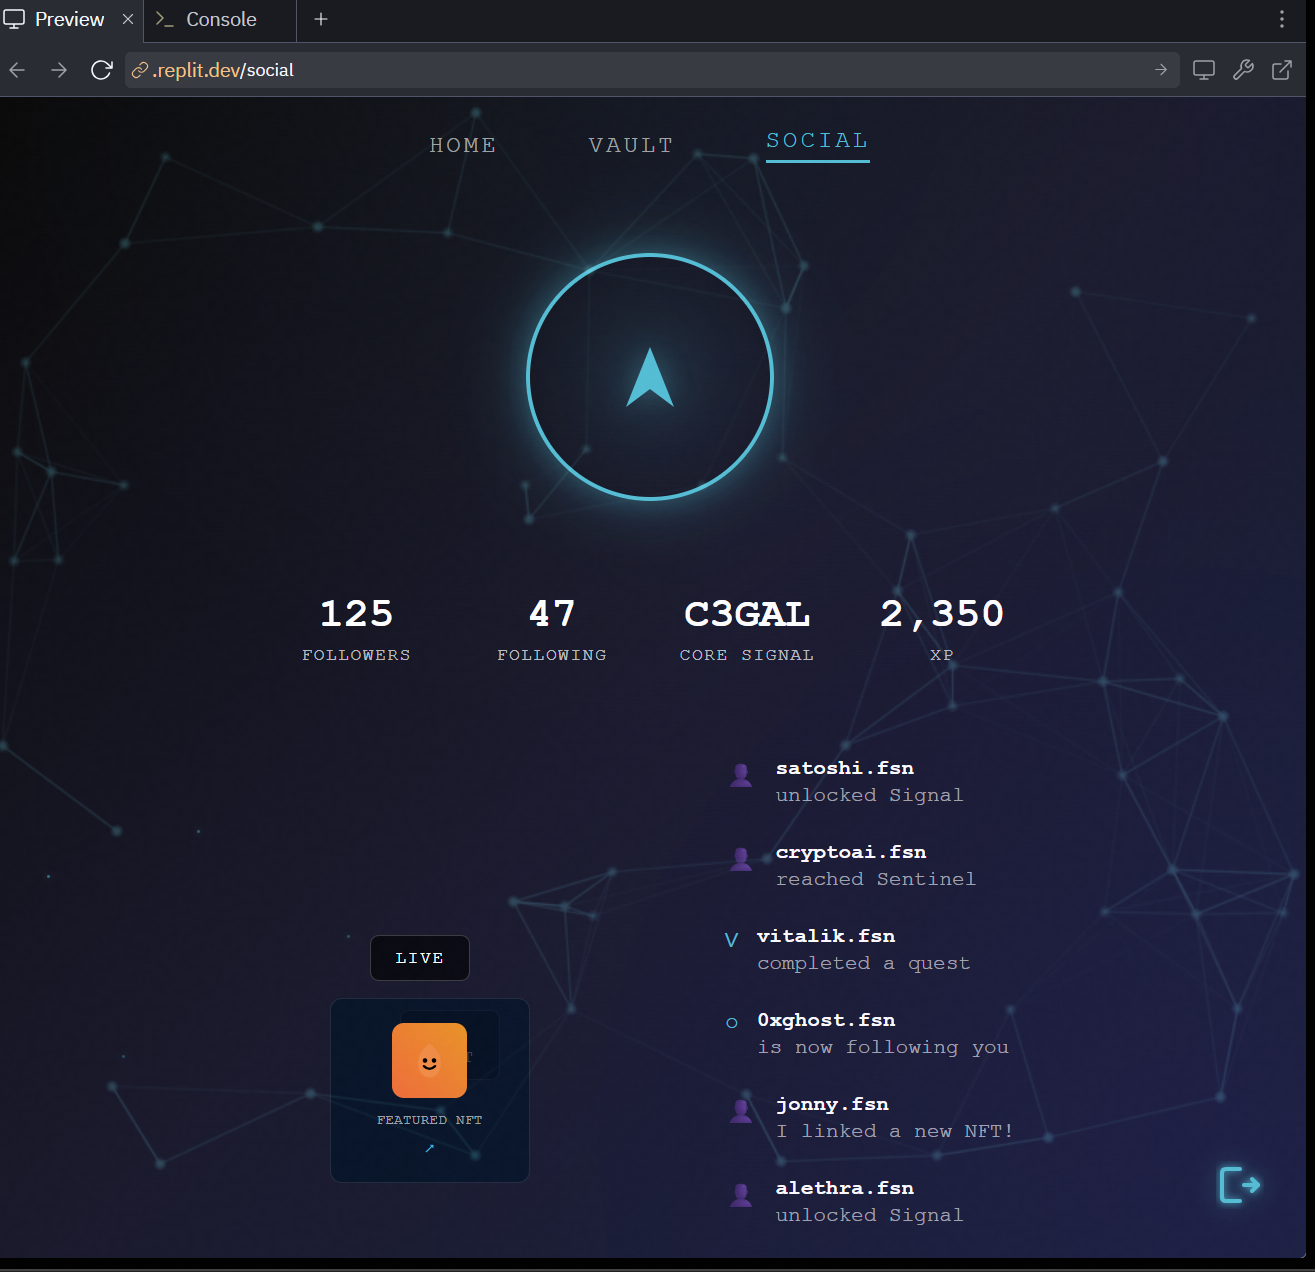 Preview
Console
.replit.dev/social
HOME
VAULT
SOCIAL
125
FOLLOWERS
47
FOLLOWING
C3GAL
CORE SIGNAL
2,350
XP
LIVE
FEATURED NFT
satoshi.fsn
unlocked Signal
cryptoai.fsn
reached Sentinel
V
vitalik.fsn
completed a quest
o
0xghost.fsn
is now following you
jonny.fsn
I linked a new NFT!
alethra.fsn
unlocked Signal